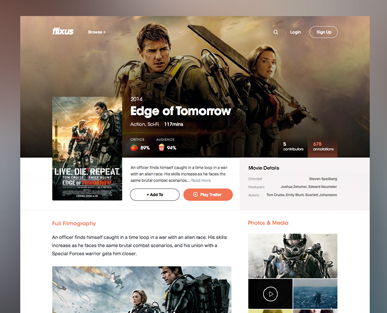 flixus
Browse
Login
Sign Up
2014
Edge of Tomorrow
Action, Sci-Fi 117mins
CRITICS
AUDIENCE
89%
94%
5
contributors
678
annotations
LIVE. DIE. REPEAT.
EDGE OF TOMORROW
An officer finds himself caught in a time loop in a war
with an alien race. His skills increase as he faces the
same brutal combat scenarios... Read more
+ Add To
Play Trailer
Movie Details
Director
Steven Spielberg
Producers
Joshua Zetumer, Edward Neumeier
Writers
Tom Cruise, Emily Blunt, Scarlett Johansson
Full Filmography
An officer finds himself caught in a time loop in a war with an alien race. His skills
increase as he faces the same brutal combat scenarios, and his union with a
Special Forces warrior gets him closer.
Photos & Media